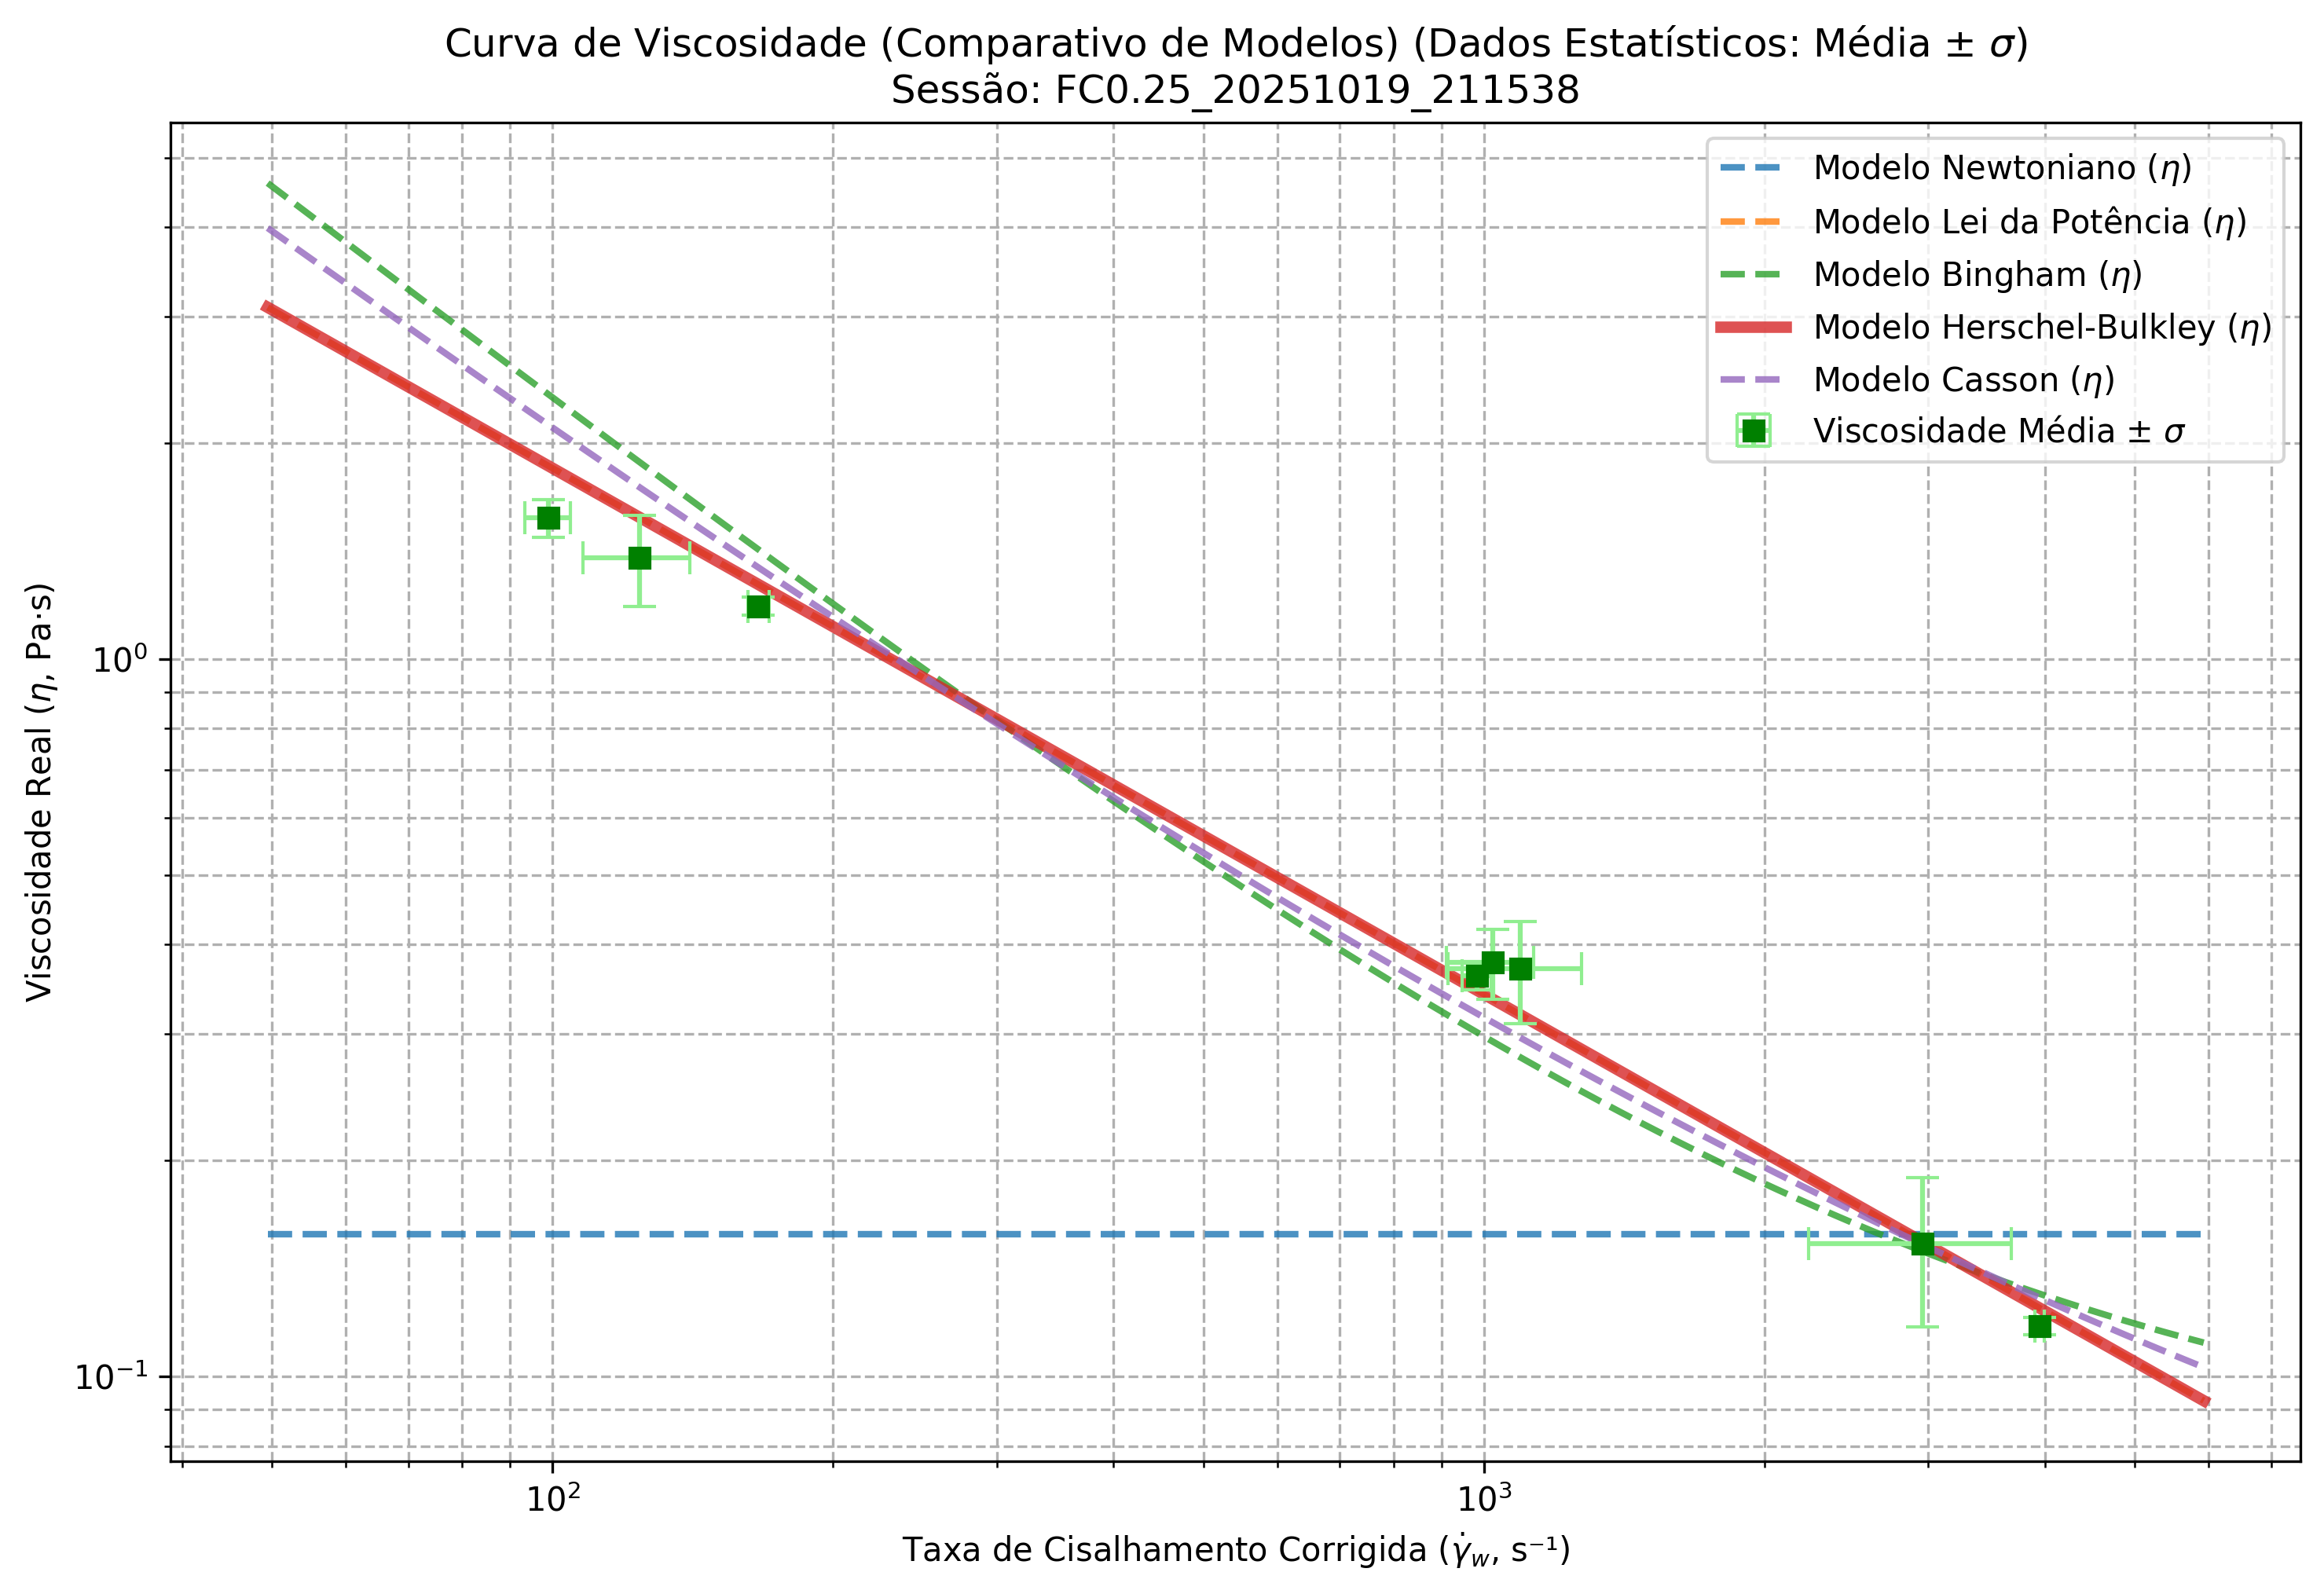 Curva de Viscosidade (Comparativo de Modelos) (Dados Estatísticos: Média ± σ)
Sessão: FC0.25_20251019_211538
Modelo Newtoniano (η)
Modelo Lei da Potência (η)
Modelo Bingham (η)
Modelo Herschel-Bulkley (η)
Modelo Casson (η)
Viscosidade Média ± σ
Viscosidade Real (η, Pa·s)
10⁰
10⁻¹
10²
10³
Taxa de Cisalhamento Corrigida (γ̇w, s⁻¹)